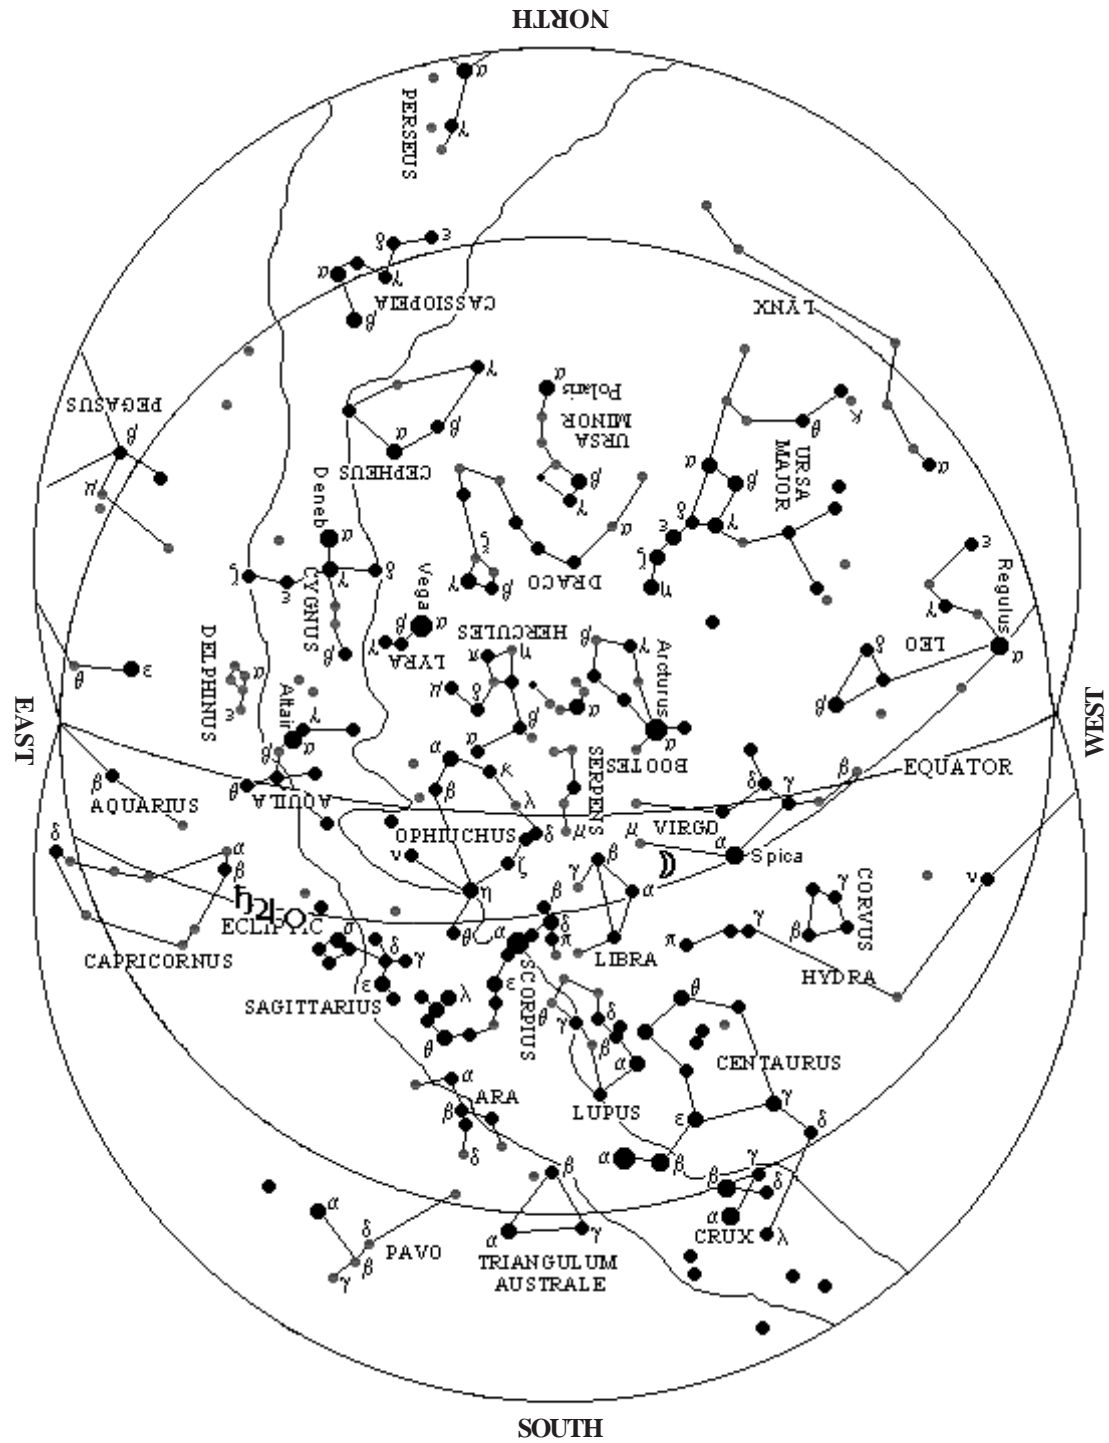 NORTH
α
PERSEUS
γ
ε
δ
α
γ
CASSIOPEIA
β
LYNX
γ
α
Polaris
κ
PEGASUS
URSA
MINOR
θ
β
α
β
CEPHEUS
URSA
MAJOR
α
α
β
β
μ
γ
Deneb
α
δ
γ
α
ε
ε
ζ
ζ
DRACO
γ
δ
ζ
ε
CYGNUS
γ
β
η
Regulus
γ
Vega
α
β
γ
LYRA
HERCULES
β
γ
Arcturus
LEO
δ
α
DELPHINUS
β
π
η
θ
ε
α
μ
δ
α
β
ε
Altair
γ
α
β
α
α
BOOTES
EAST
WEST
β
α
κ
SERPENS
β
EQUATOR
β
AQUARIUS
θ
AQUILA
β
λ
δ
γ
OPHIUCHUS
δ
μ
μ
VIRGO
δ
α
ν
ζ
γ
β
α
Spica
β
η
β
α
γ
CORVUS
ν
ECLIPTIC
θ
α
δ
π
γ
β
CAPRICORNUS
σ
δ
γ
SCORPIUS
LIBRA
π
HYDRA
SAGITTARIUS
ε
λ
ε
θ
θ
γ
δ
β
θ
α
CENTAURUS
α
ARA
LUPUS
β
ε
γ
δ
δ
α
β
β
γ
β
δ
α
α
γ
α
CRUX
λ
δ
PAVO
β
γ
TRIANGULUM
AUSTRALE
SOUTH